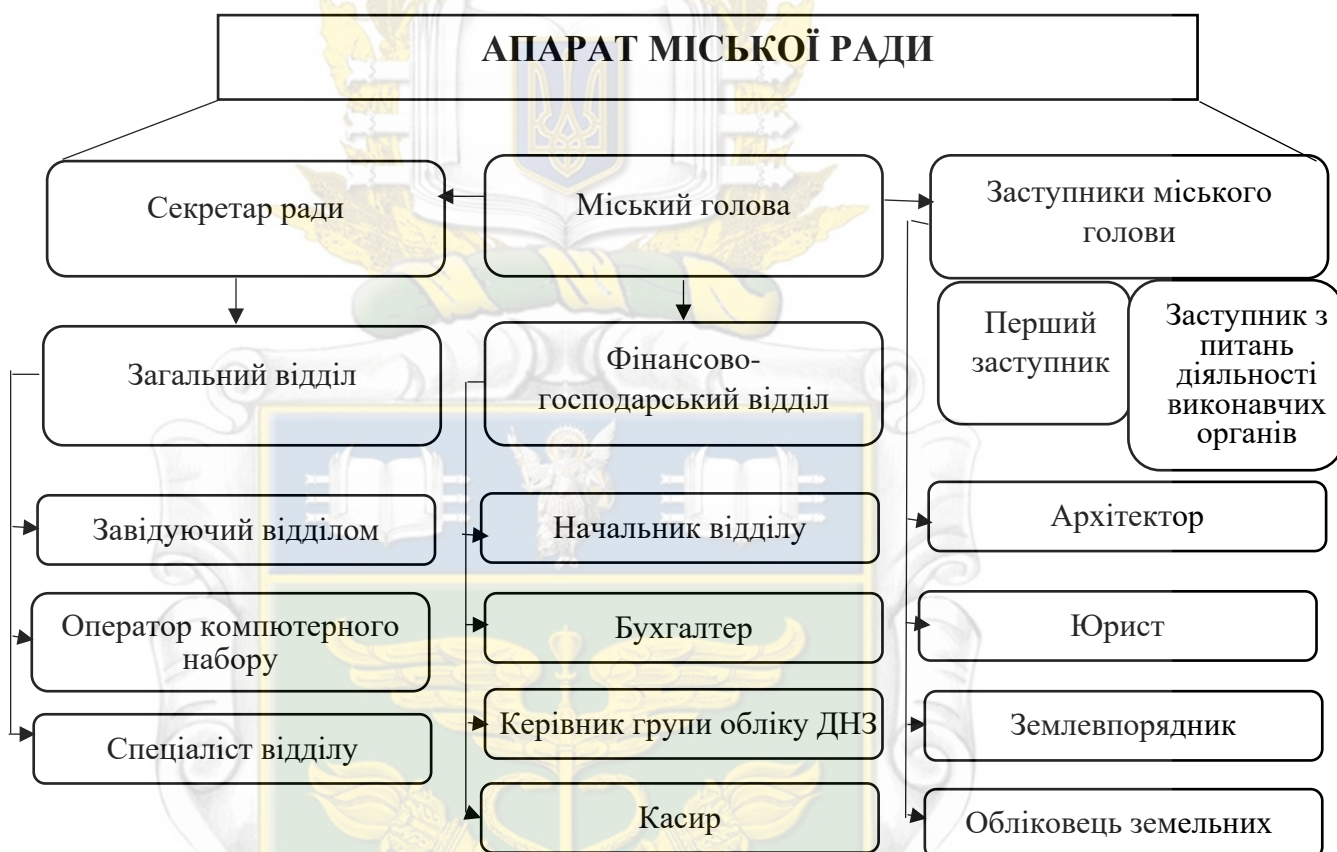 АПАРАТ МІСЬКОЇ РАДИ
Секретар ради
Міський голова
Заступники міського
голови
Перший
заступник
Заступник з
питань
діяльності
виконавчих
органів
Загальний відділ
Фінансово-
господарський відділ
Завідуючий відділом
Начальник відділу
Архітектор
Оператор компютерного
набору
Бухгалтер
Юрист
Спеціаліст відділу
Керівник групи обліку ДНЗ
Землевпорядник
Касир
Обліковець земельних